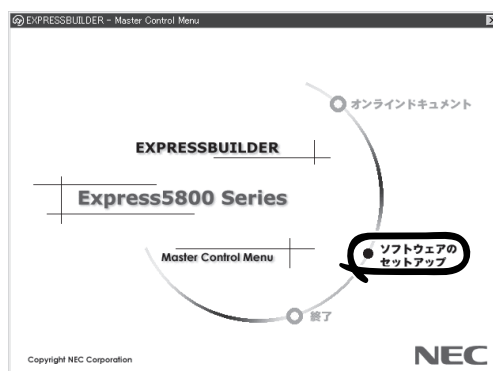 EXPRESSBUILDER - Master Control Menu
オンラインドキュメント
EXPRESSBUILDER
Express5800 Series
Master Control Menu
ソフトウェアの
セットアップ
終了
Copyright NEC Corporation
NEC